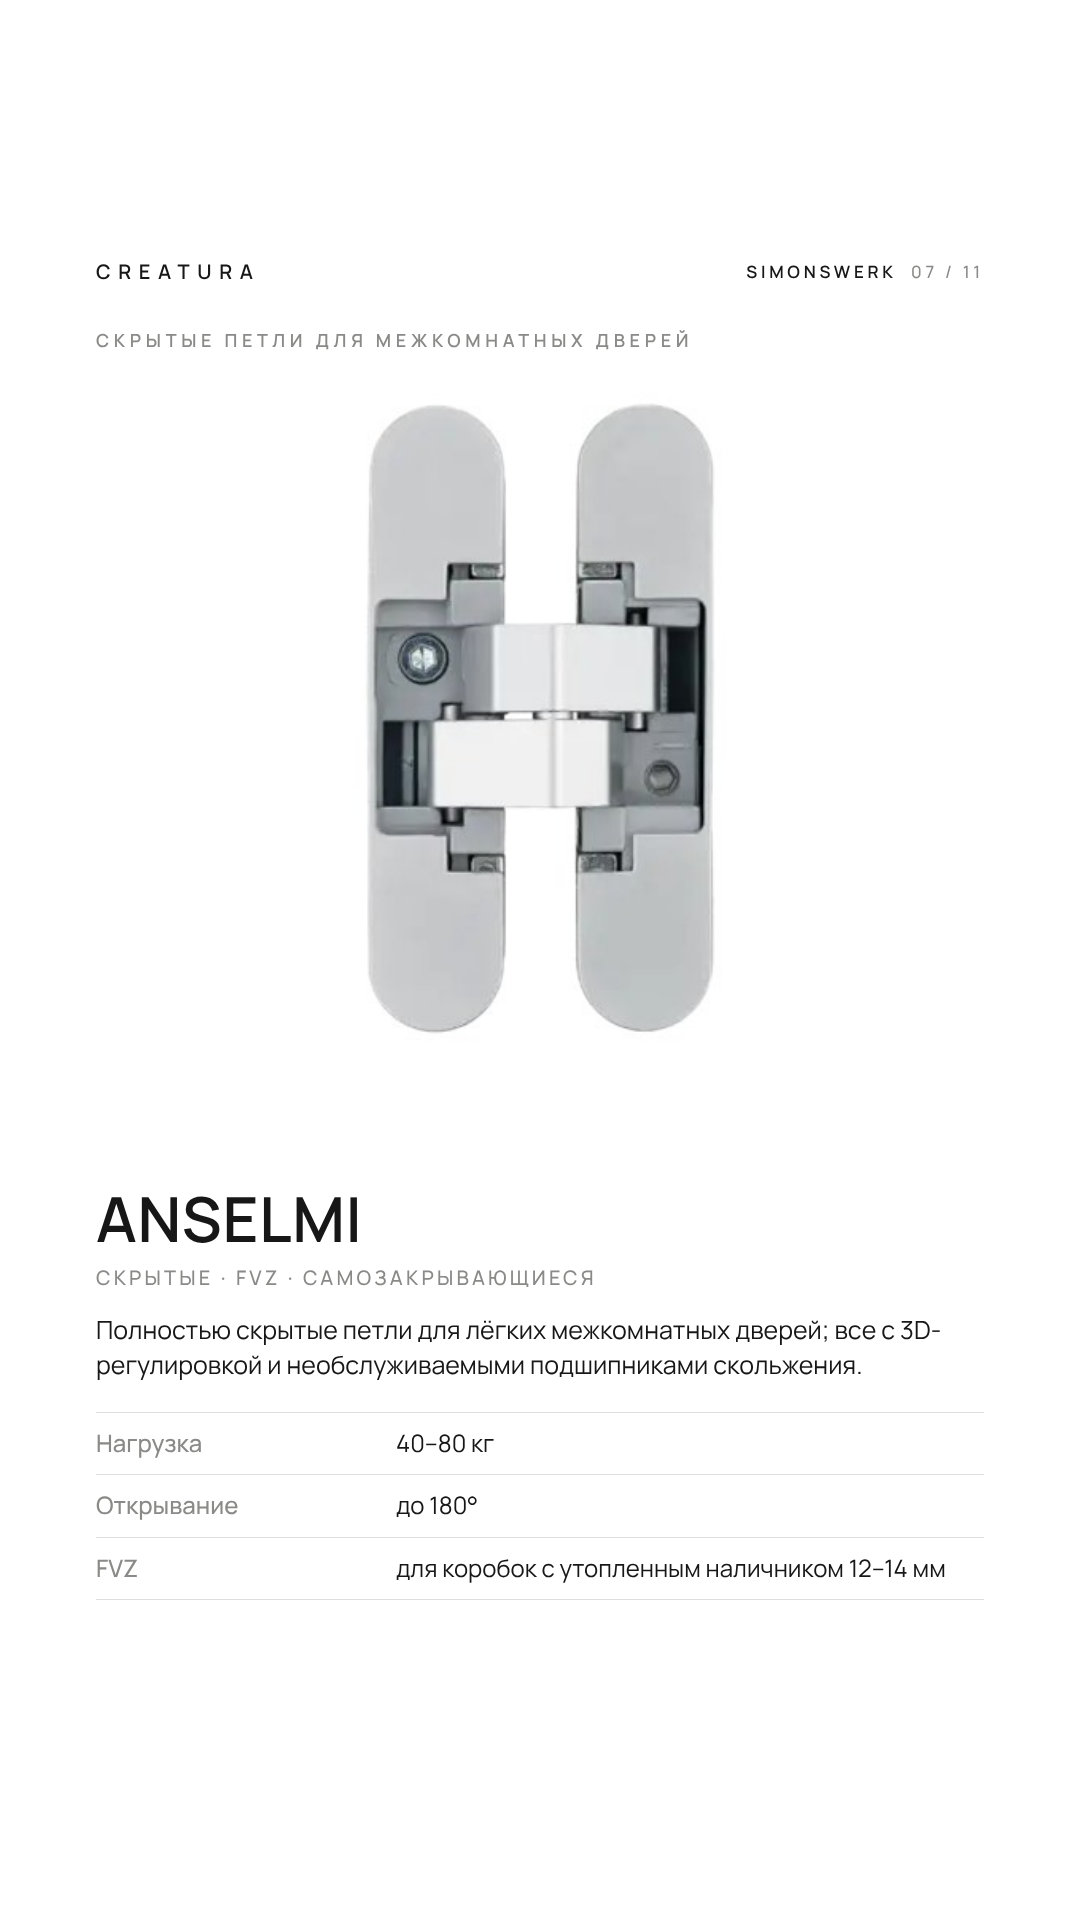 CREATURA
SIMONSWERK 07 / 11
СКРЫТЫЕ ПЕТЛИ ДЛЯ МЕЖКОМНАТНЫХ ДВЕРЕЙ
ANSELMI
СКРЫТЫЕ · FVZ · САМОЗАКРЫВАЮЩИЕСЯ
Полностью скрытые петли для лёгких межкомнатных дверей; все с 3D-
регулировкой и необслуживаемыми подшипниками скольжения.
Нагрузка 40–80 кг
Открывание до 180°
FVZ для коробок с утопленным наличником 12–14 мм